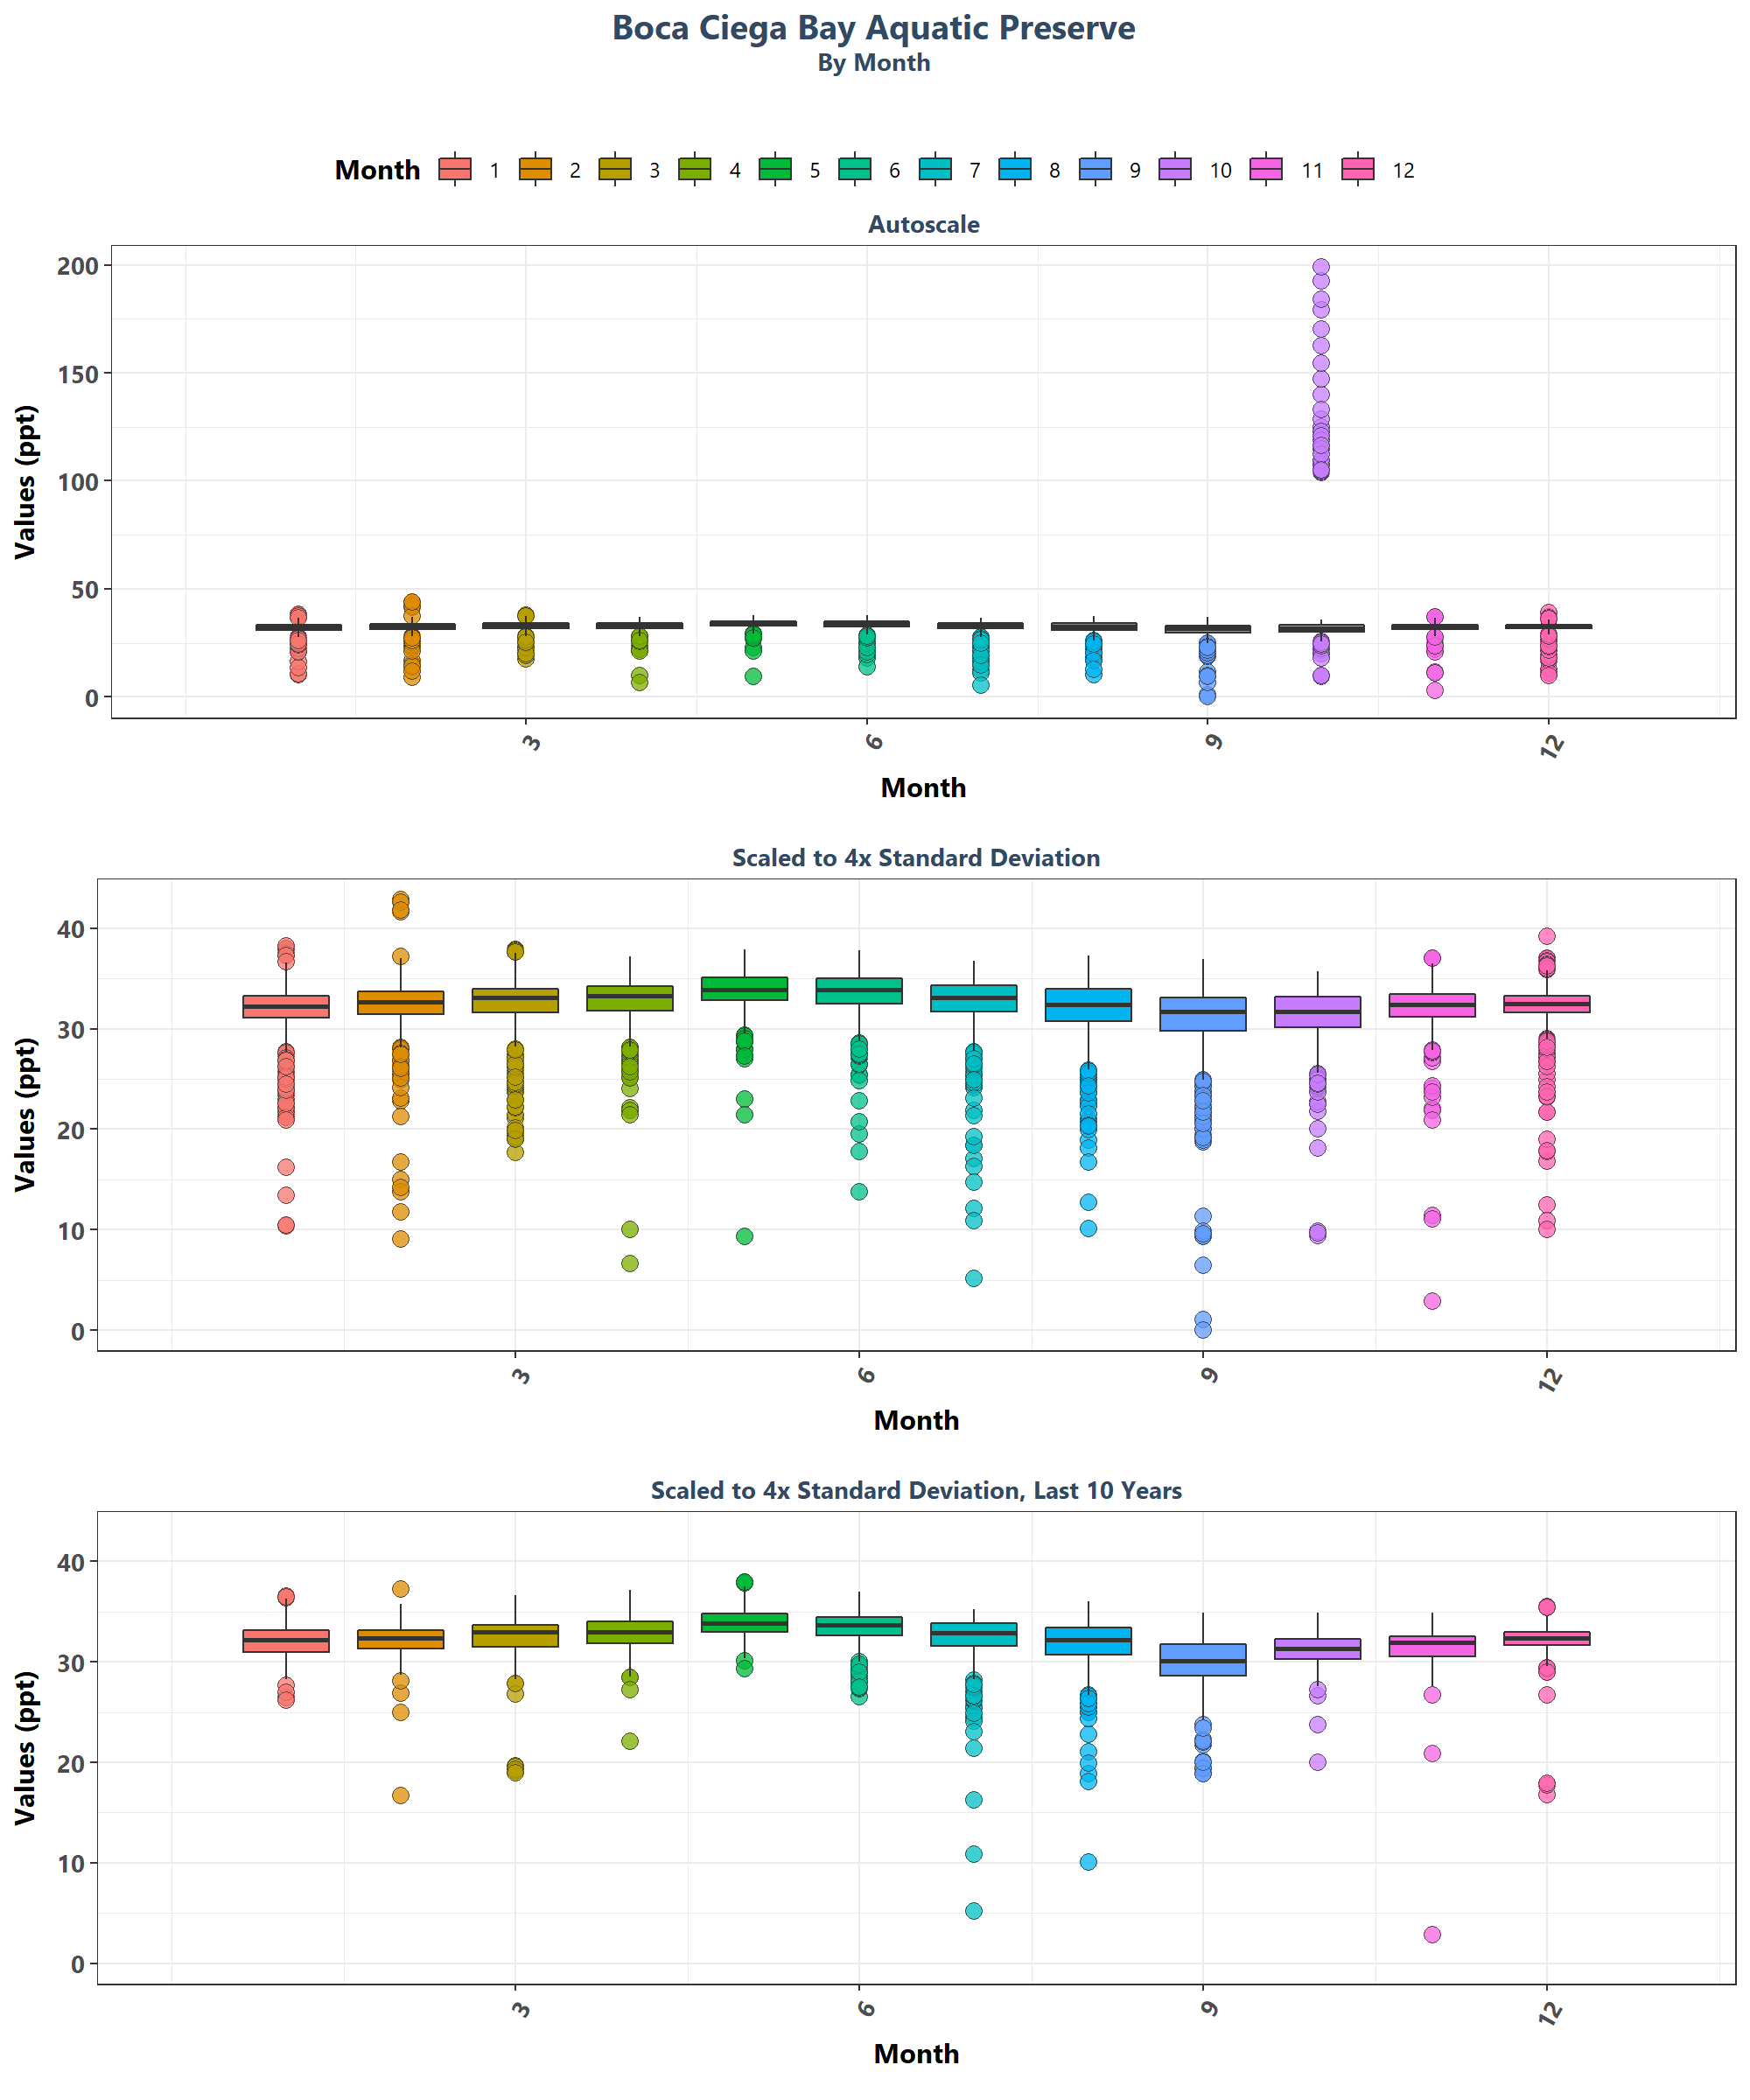 Boca Ciega Bay Aquatic Preserve
By Month
Month 1 2 3 4 5 6 7 8 9 10 11 12
Autoscale
Values (ppt)
200
150
100
50
0
3 6 9 12
Month
Scaled to 4x Standard Deviation
Values (ppt)
40
30
20
10
0
3 6 9 12
Month
Scaled to 4x Standard Deviation, Last 10 Years
Values (ppt)
40
30
20
10
0
3 6 9 12
Month